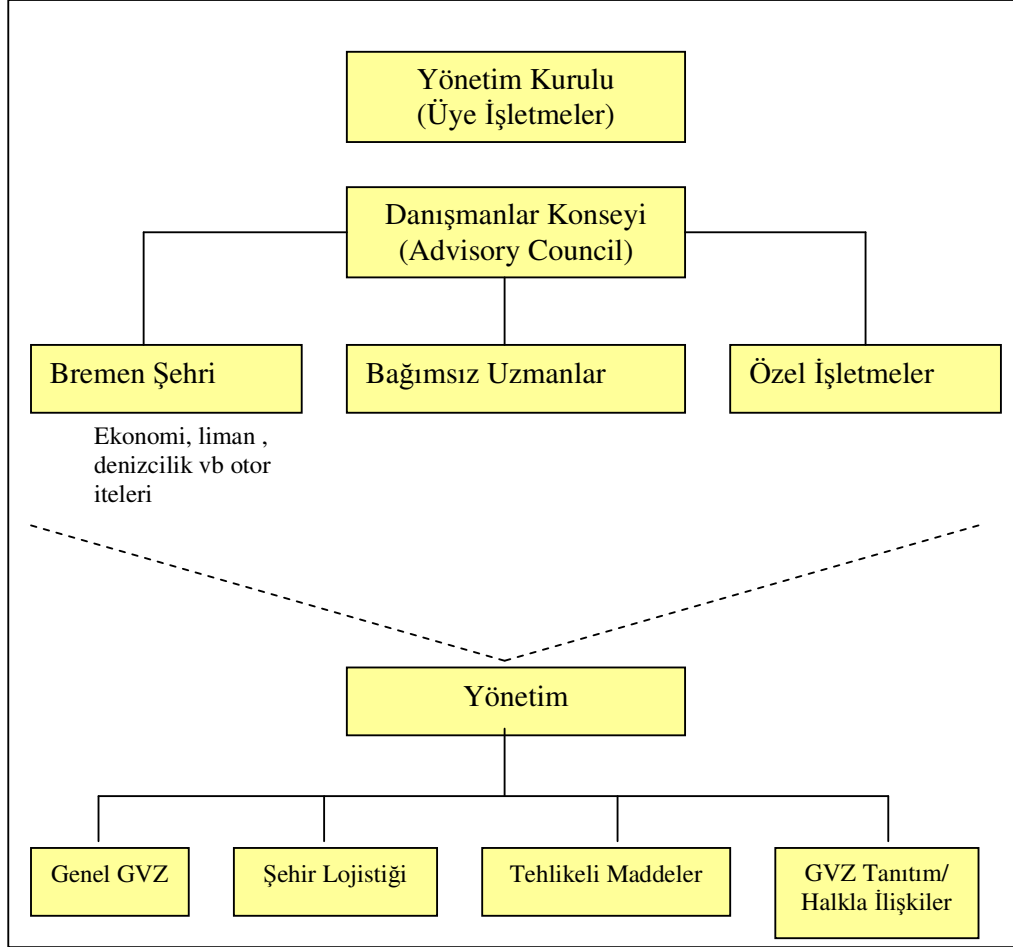 Yönetim Kurulu
(Üye İşletmeler)
Danışmanlar Konseyi
(Advisory Council)
Bremen Şehri
Bağımsız Uzmanlar
Özel İşletmeler
Ekonomi, liman ,
denizcilik vb otor
iteleri
Yönetim
Genel GVZ
Şehir Lojistiği
Tehlikeli Maddeler
GVZ Tanıtım/
Halkla İlişkiler